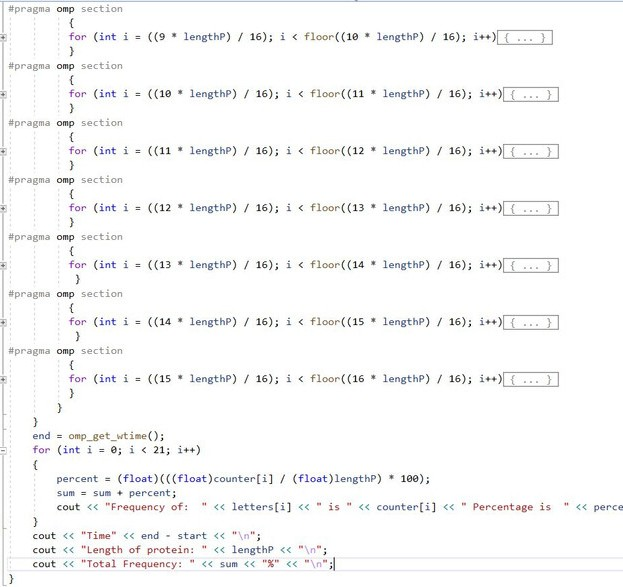 #pragma omp section
{
for (int i = ((9 * lengthP) / 16); i < floor((10 * lengthP) / 16); i++){ ... }
}
#pragma omp section
{
for (int i = ((10 * lengthP) / 16); i < floor((11 * lengthP) / 16); i++){ ... }
}
#pragma omp section
{
for (int i = ((11 * lengthP) / 16); i < floor((12 * lengthP) / 16); i++){ ... }
}
#pragma omp section
{
for (int i = ((12 * lengthP) / 16); i < floor((13 * lengthP) / 16); i++){ ... }
}
#pragma omp section
{
for (int i = ((13 * lengthP) / 16); i < floor((14 * lengthP) / 16); i++){ ... }
}
#pragma omp section
{
for (int i = ((14 * lengthP) / 16); i < floor((15 * lengthP) / 16); i++){ ... }
}
#pragma omp section
{
for (int i = ((15 * lengthP) / 16); i < floor((16 * lengthP) / 16); i++){ ... }
}
}
}
end = omp_get_wtime();
for (int i = 0; i < 21; i++)
{
percent = (float)(((float)counter[i] / (float)lengthP) * 100);
sum = sum + percent;
cout << "Frequency of:  " << letters[i] << " is " << counter[i] << " Percentage is  " << perce
}
cout << "Time" << end - start << "\n";
cout << "Length of protein: " << lengthP << "\n";
cout << "Total Frequency: " << sum << "%" << "\n";
}